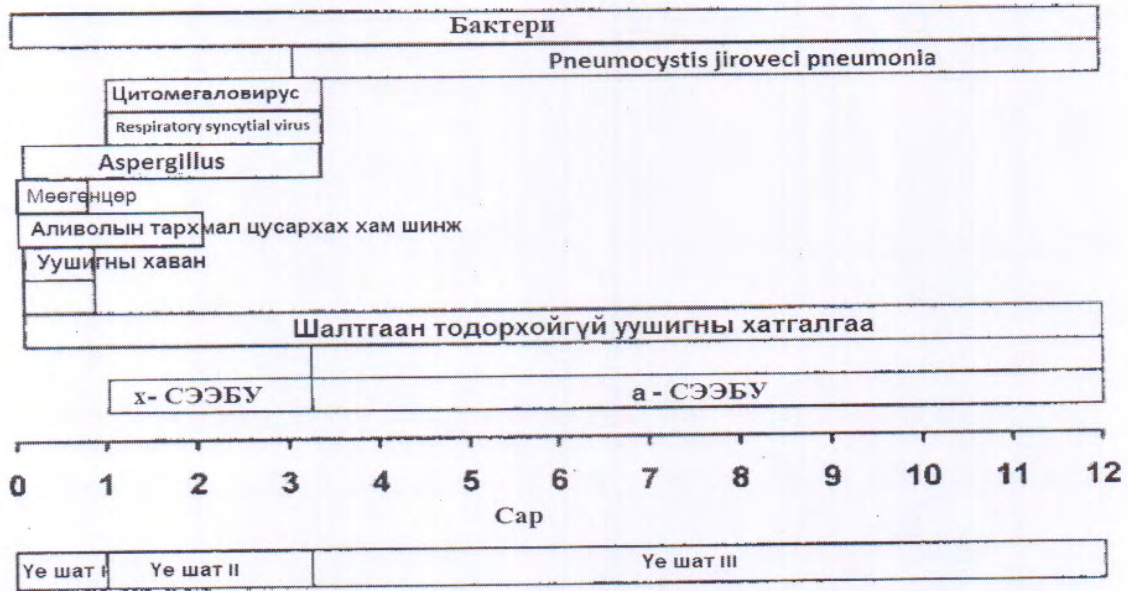 Бактери
Pneumocystis jiroveci pneumonia
Цитомегаловирус
Respiratory syncytial virus
Aspergillus
Мөөгөнцөр
Аливолын тархмал цусархах хам шинж
Уушигны хаван
Шалтгаан тодорхойгүй уушигны хатгалгаа
х- СЭЭБУ
а - СЭЭБУ
0 1 2 3 4 5 6 7 8 9 10 11 12
Сар
Үе шат I Үе шат II Үе шат III